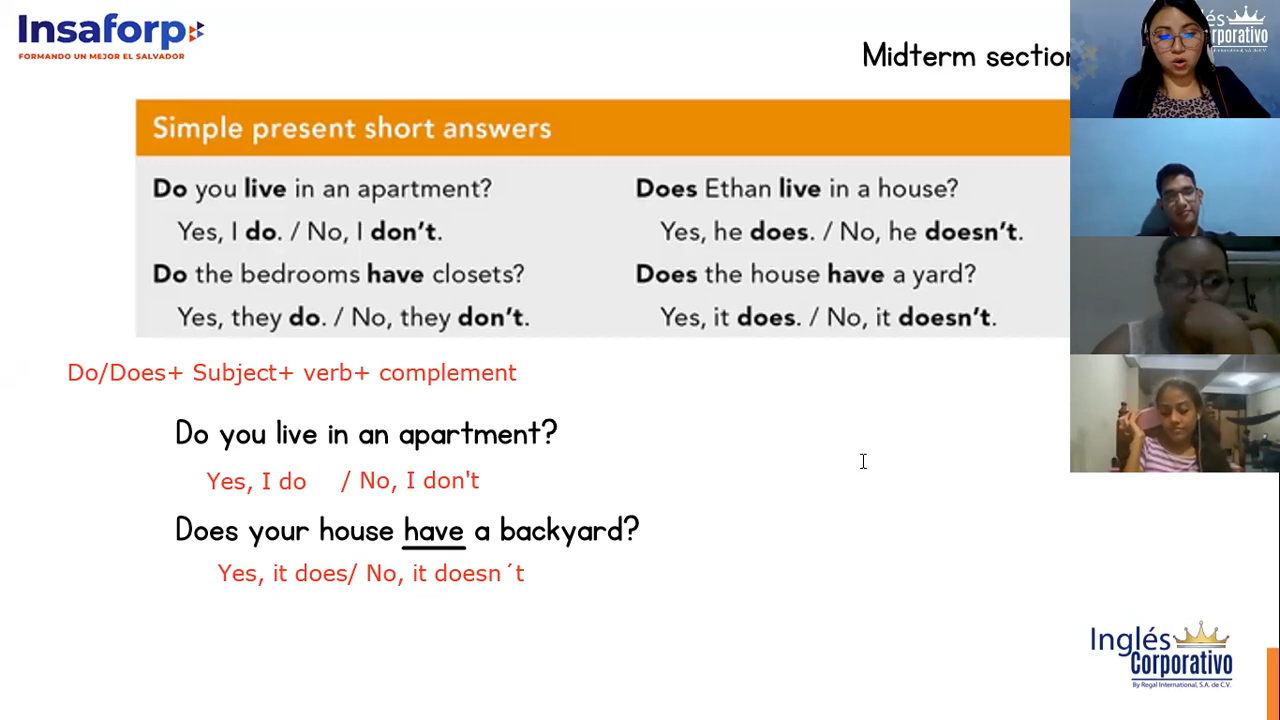 Insaforp
FORMANDO UN MEJOR EL SALVADOR
Midterm section
Simple present short answers
Do you live in an apartment?
Yes, I do. / No, I don't.
Do the bedrooms have closets?
Yes, they do. / No, they don't.
Does Ethan live in a house?
Yes, he does. / No, he doesn't.
Does the house have a yard?
Yes, it does. / No, it doesn't.
Do/Does+ Subject+ verb+ complement
Do you live in an apartment?
Yes, I do / No, I don't
Does your house have a backyard?
Yes, it does/ No, it doesn´t
Inglés
Corporativo
By Regal International, S.A. de C.V.